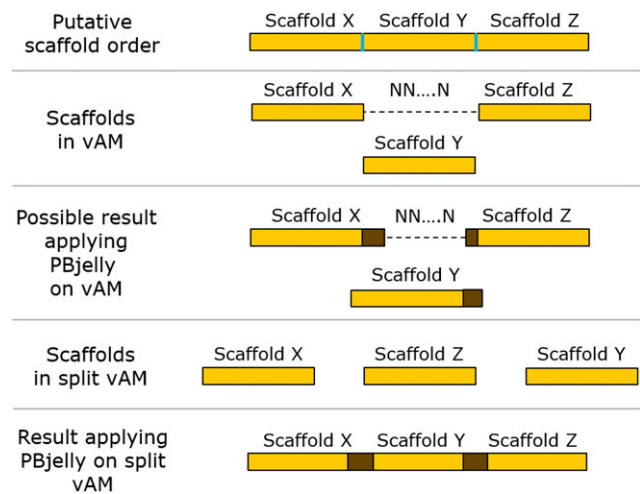 Putative
scaffold order
Scaffold X Scaffold Y Scaffold Z
Scaffolds
in vAM
Scaffold X NN....N Scaffold Z
Scaffold Y
Possible result
applying
PBjelly
on vAM
Scaffold X NN....N Scaffold Z
Scaffold Y
Scaffolds
in split vAM
Scaffold X Scaffold Z Scaffold Y
Result applying
PBjelly on split
vAM
Scaffold X Scaffold Y Scaffold Z